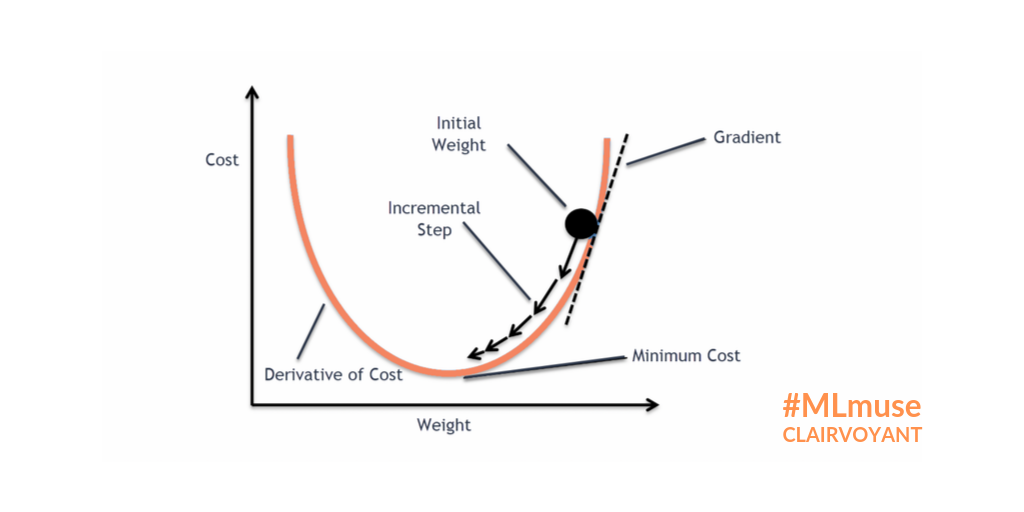 Initial
Weight
Gradient
Cost
Incremental
Step
Minimum Cost
Derivative of Cost
Weight
#MLmuse
CLAIRVOYANT